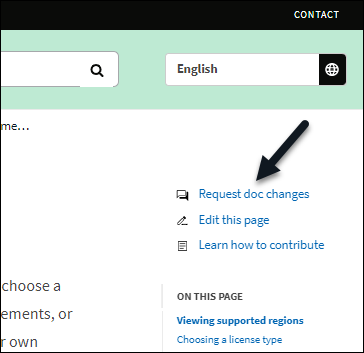 CONTACT
English
me...
Request doc changes
Edit this page
Learn how to contribute
choose a
ON THIS PAGE
ements, or
Viewing supported regions
r own
Choosing a license type